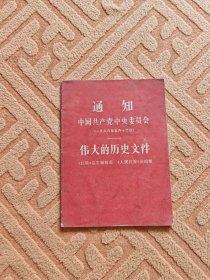 通知
中国共产党中央委员会
(一九六六年五月十六日)
伟大的历史文件
《红旗》杂志编辑部 《人民日报》编辑部